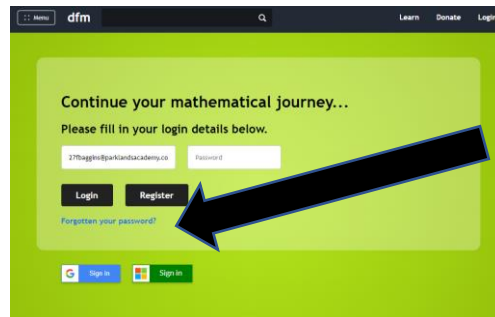 Menu dfm Learn Donate Login
Continue your mathematical journey...
Please fill in your login details below.
27fbaggins@parklandsacademy.co Password
Login Register
Forgotten your password?
Sign in Sign in